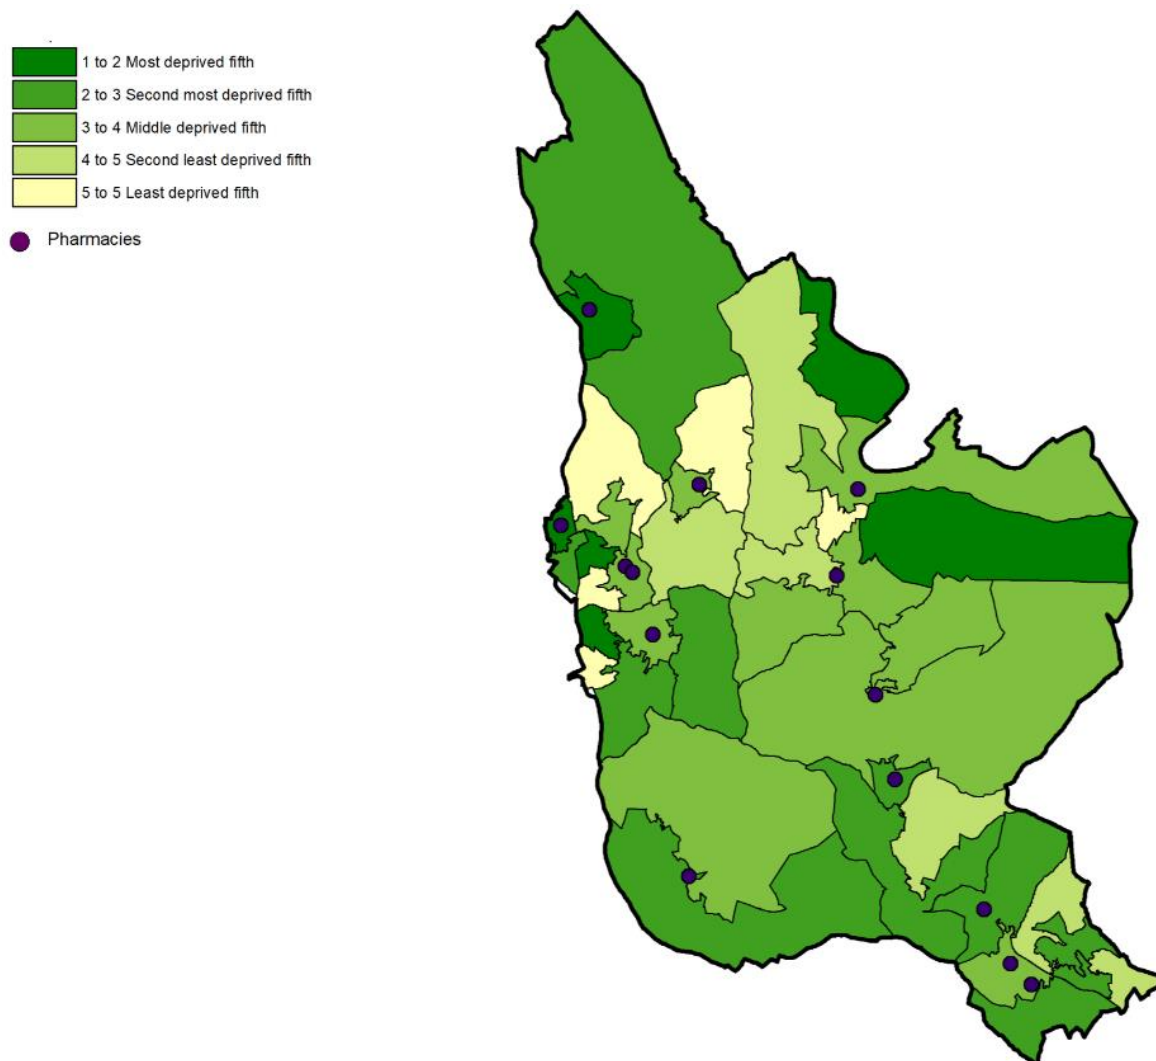 1 to 2 Most deprived fifth
2 to 3 Second most deprived fifth
3 to 4 Middle deprived fifth
4 to 5 Second least deprived fifth
5 to 5 Least deprived fifth
Pharmacies